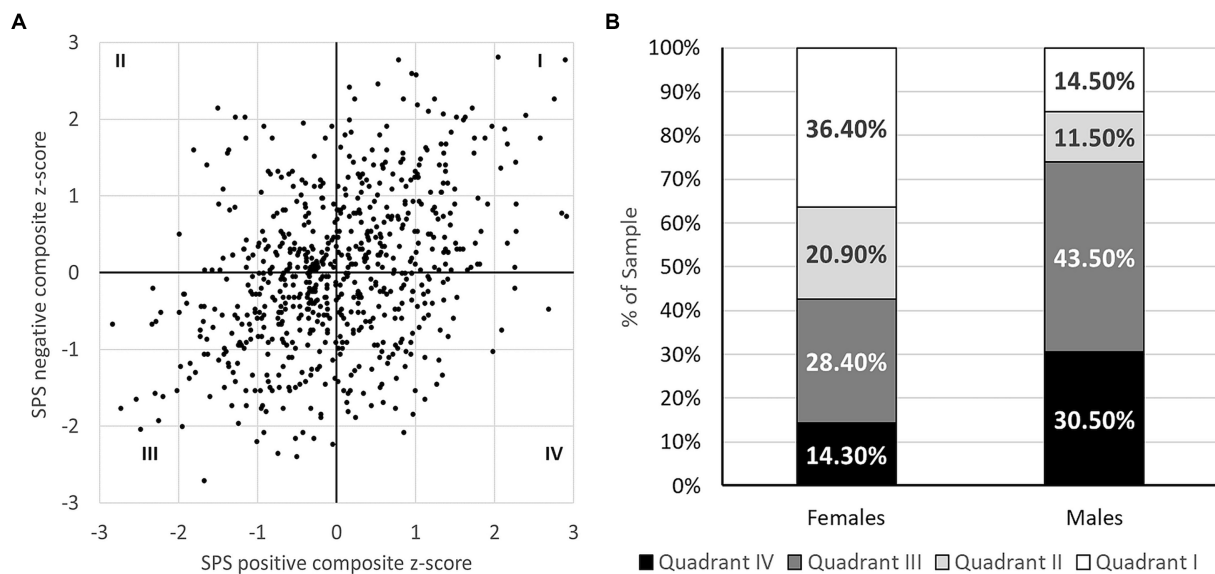 A
3
2
1
0
-1
-2
-3
SPS negative composite z-score
II
I
III
IV
-3
-2
-1
0
1
2
3
SPS positive composite z-score
B
100%
90%
80%
70%
60%
50%
40%
30%
20%
10%
0%
% of Sample
36.40%
20.90%
28.40%
14.30%
14.50%
11.50%
43.50%
30.50%
Females
Males
Quadrant IV
Quadrant III
Quadrant II
Quadrant I